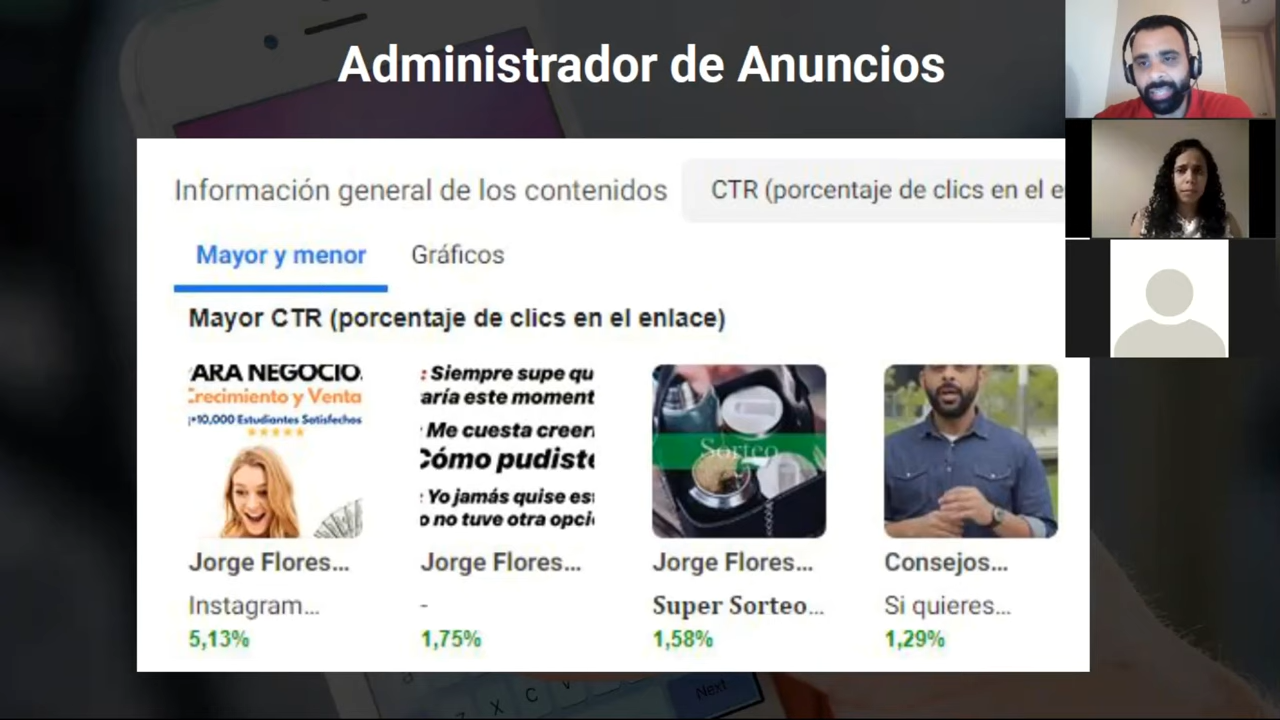 Administrador de Anuncios
Información general de los contenidos
CTR (porcentaje de clics en el e
Mayor y menor
Gráficos
Mayor CTR (porcentaje de clics en el enlace)
ARA NEGOCIO
Crecimiento y Venta
+10,000 Estudiantes Satisfechos
: Siempre supe qu
aría este moment
Me cuesta creerl
Cómo pudiste
: Yo jamás quise es
o no tuve otra opci
Sorteo
Jorge Flores...
Jorge Flores...
Jorge Flores...
Consejos...
Instagram...
-
Super Sorteo...
Si quieres...
5,13%
1,75%
1,58%
1,29%
Z X C V
Next